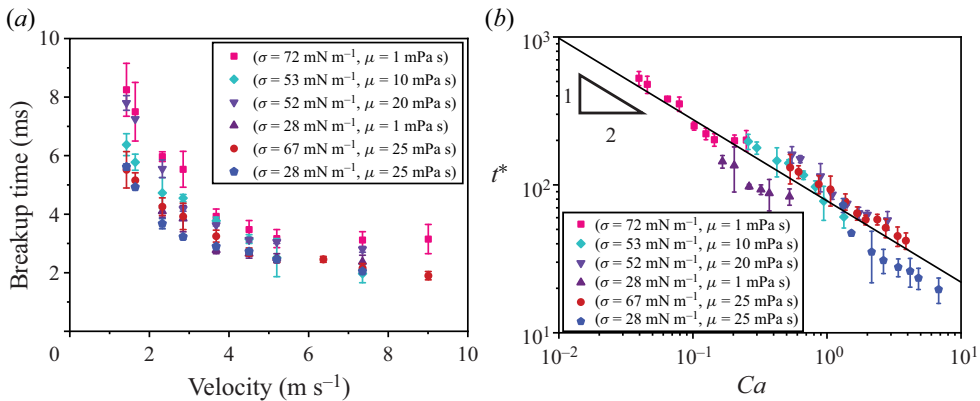 (a)
10
8
6
4
2
0
2
4
6
8
10
Breakup time (ms)
Velocity (m s⁻¹)
(σ = 72 mN m⁻¹, μ = 1 mPa s)
(σ = 53 mN m⁻¹, μ = 10 mPa s)
(σ = 52 mN m⁻¹, μ = 20 mPa s)
(σ = 28 mN m⁻¹, μ = 1 mPa s)
(σ = 67 mN m⁻¹, μ = 25 mPa s)
(σ = 28 mN m⁻¹, μ = 25 mPa s)
(b)
10³
10²
10¹
t*
1
2
(σ = 72 mN m⁻¹, μ = 1 mPa s)
(σ = 53 mN m⁻¹, μ = 10 mPa s)
(σ = 52 mN m⁻¹, μ = 20 mPa s)
(σ = 28 mN m⁻¹, μ = 1 mPa s)
(σ = 67 mN m⁻¹, μ = 25 mPa s)
(σ = 28 mN m⁻¹, μ = 25 mPa s)
10⁻²
10⁻¹
10⁰
10¹
Ca